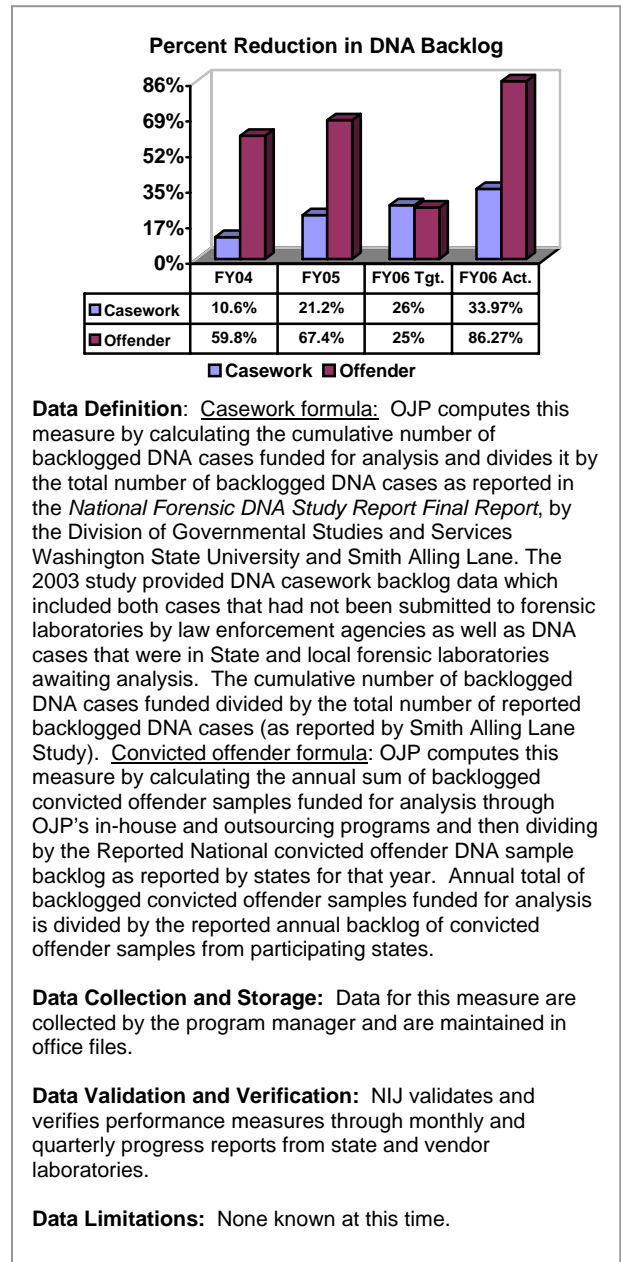 Percent Reduction in DNA Backlog
86%
69%
52%
35%
17%
0%
FY04 FY05 FY06 Tgt. FY06 Act.
Casework 10.6% 21.2% 26% 33.97%
Offender 59.8% 67.4% 25% 86.27%
Casework Offender
Data Definition: Casework formula: OJP computes this
measure by calculating the cumulative number of
backlogged DNA cases funded for analysis and divides it by
the total number of backlogged DNA cases as reported in
the National Forensic DNA Study Report Final Report, by
the Division of Governmental Studies and Services
Washington State University and Smith Alling Lane. The
2003 study provided DNA casework backlog data which
included both cases that had not been submitted to forensic
laboratories by law enforcement agencies as well as DNA
cases that were in State and local forensic laboratories
awaiting analysis. The cumulative number of backlogged
DNA cases funded divided by the total number of reported
backlogged DNA cases (as reported by Smith Alling Lane
Study). Convicted offender formula: OJP computes this
measure by calculating the annual sum of backlogged
convicted offender samples funded for analysis through
OJP's in-house and outsourcing programs and then dividing
by the Reported National convicted offender DNA sample
backlog as reported by states for that year. Annual total of
backlogged convicted offender samples funded for analysis
is divided by the reported annual backlog of convicted
offender samples from participating states.
Data Collection and Storage: Data for this measure are
collected by the program manager and are maintained in
office files.
Data Validation and Verification: NIJ validates and
verifies performance measures through monthly and
quarterly progress reports from state and vendor
laboratories.
Data Limitations: None known at this time.